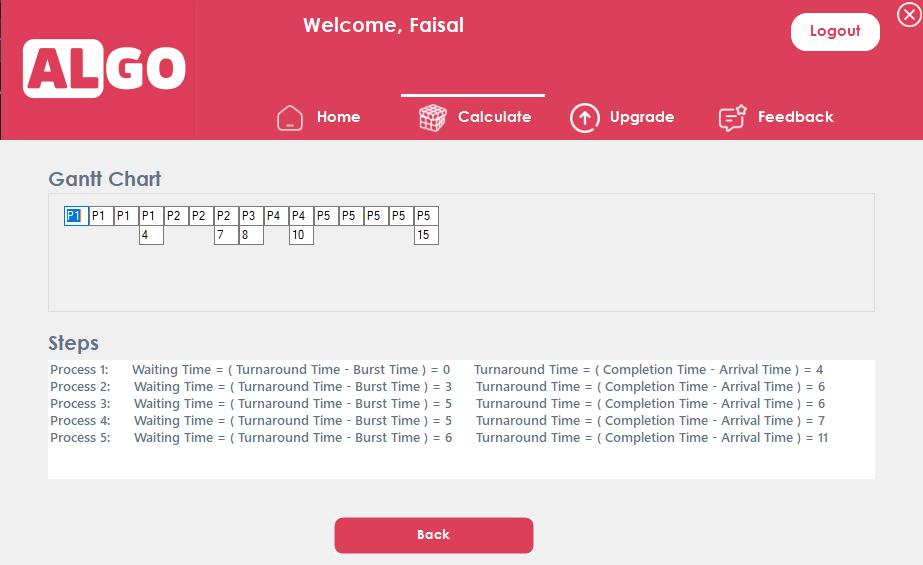 Welcome, Faisal
Logout
ALGO
Home Calculate Upgrade Feedback
Gantt Chart
P1 P1 P1 P1 P2 P2 P2 P3 P4 P4 P5 P5 P5 P5 P5
4 7 8 10 15
Steps
Process 1: Waiting Time = ( Turnaround Time - Burst Time ) = 0 Turnaround Time = ( Completion Time - Arrival Time ) = 4
Process 2: Waiting Time = ( Turnaround Time - Burst Time ) = 3 Turnaround Time = ( Completion Time - Arrival Time ) = 6
Process 3: Waiting Time = ( Turnaround Time - Burst Time ) = 5 Turnaround Time = ( Completion Time - Arrival Time ) = 6
Process 4: Waiting Time = ( Turnaround Time - Burst Time ) = 5 Turnaround Time = ( Completion Time - Arrival Time ) = 7
Process 5: Waiting Time = ( Turnaround Time - Burst Time ) = 6 Turnaround Time = ( Completion Time - Arrival Time ) = 11
Back